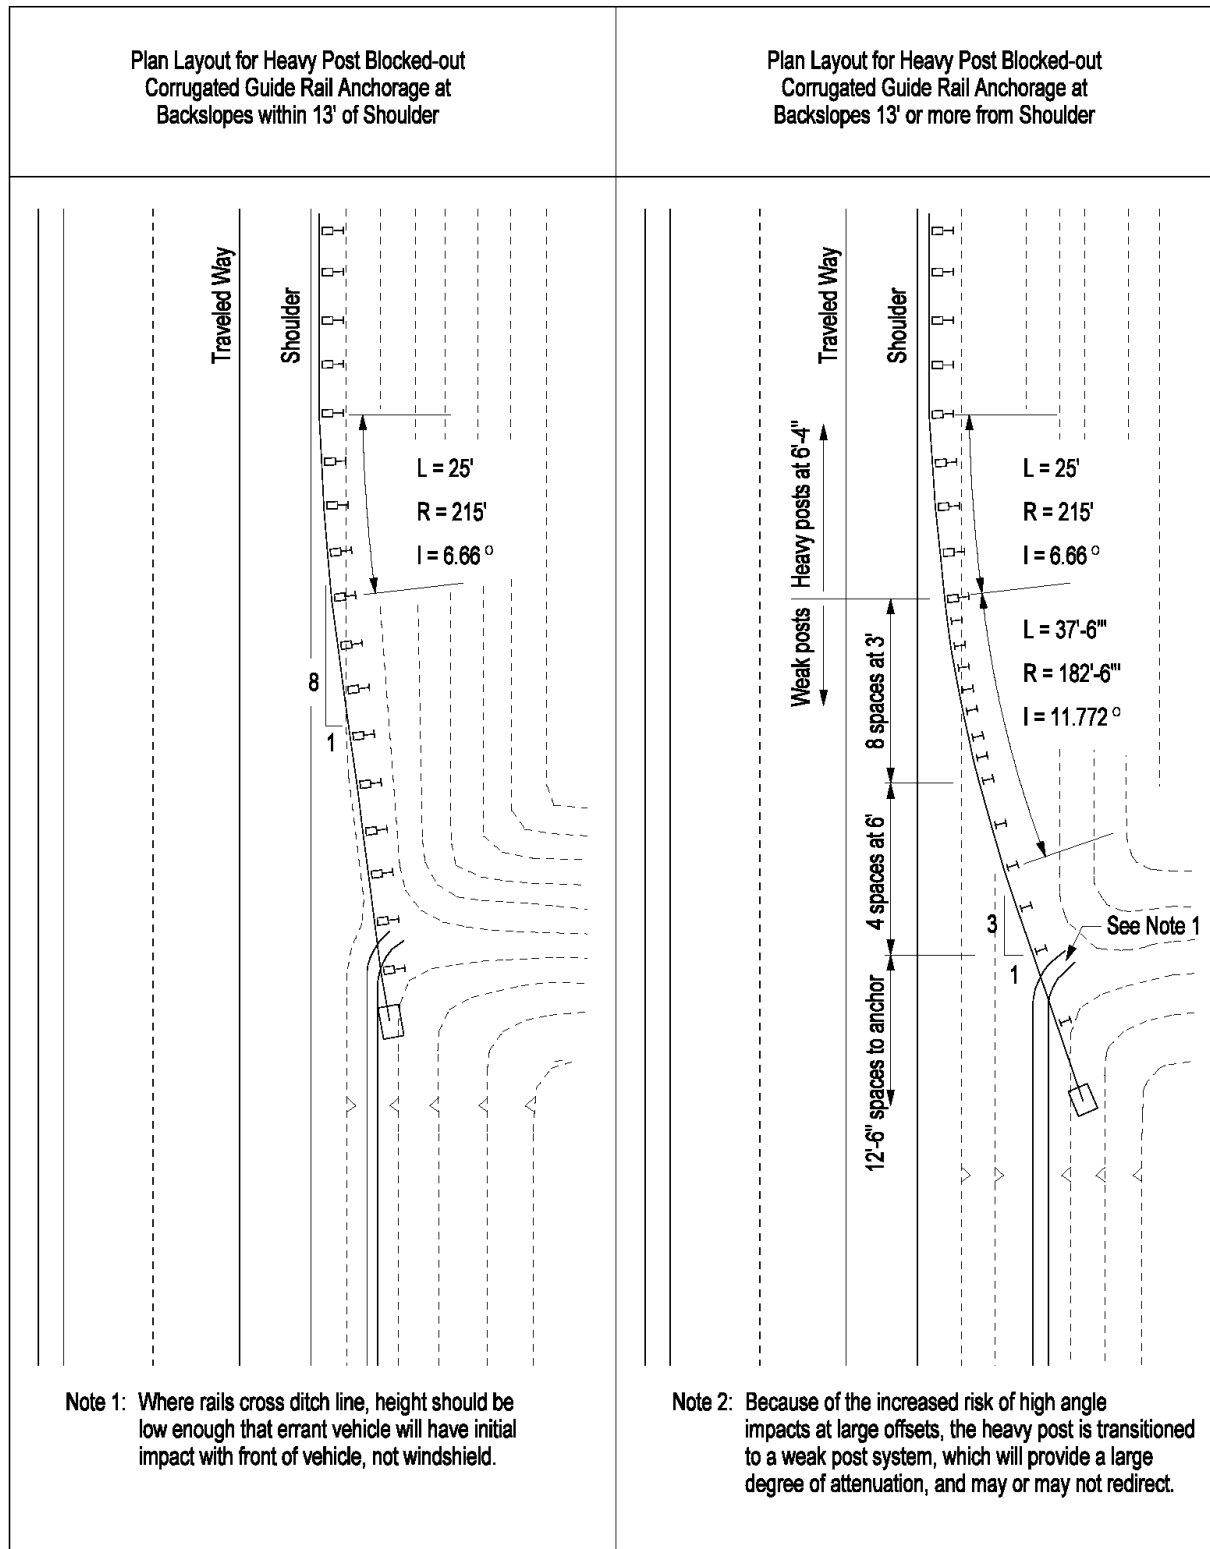 Plan Layout for Heavy Post Blocked-out
Corrugated Guide Rail Anchorage at
Backslopes within 13' of Shoulder
Plan Layout for Heavy Post Blocked-out
Corrugated Guide Rail Anchorage at
Backslopes 13' or more from Shoulder
Traveled Way
Shoulder
L = 25'
R = 215'
I = 6.66 °
8
1
Traveled Way
Shoulder
Heavy posts at 6'-4"
Weak posts
L = 25'
R = 215'
I = 6.66 °
L = 37'-6'"
R = 182'-6'"
I = 11.772 °
8 spaces at 3'
4 spaces at 6'
12'-6" spaces to anchor
3
1
See Note 1
Note 1: Where rails cross ditch line, height should be
low enough that errant vehicle will have initial
impact with front of vehicle, not windshield.
Note 2: Because of the increased risk of high angle
impacts at large offsets, the heavy post is transitioned
to a weak post system, which will provide a large
degree of attenuation, and may or may not redirect.